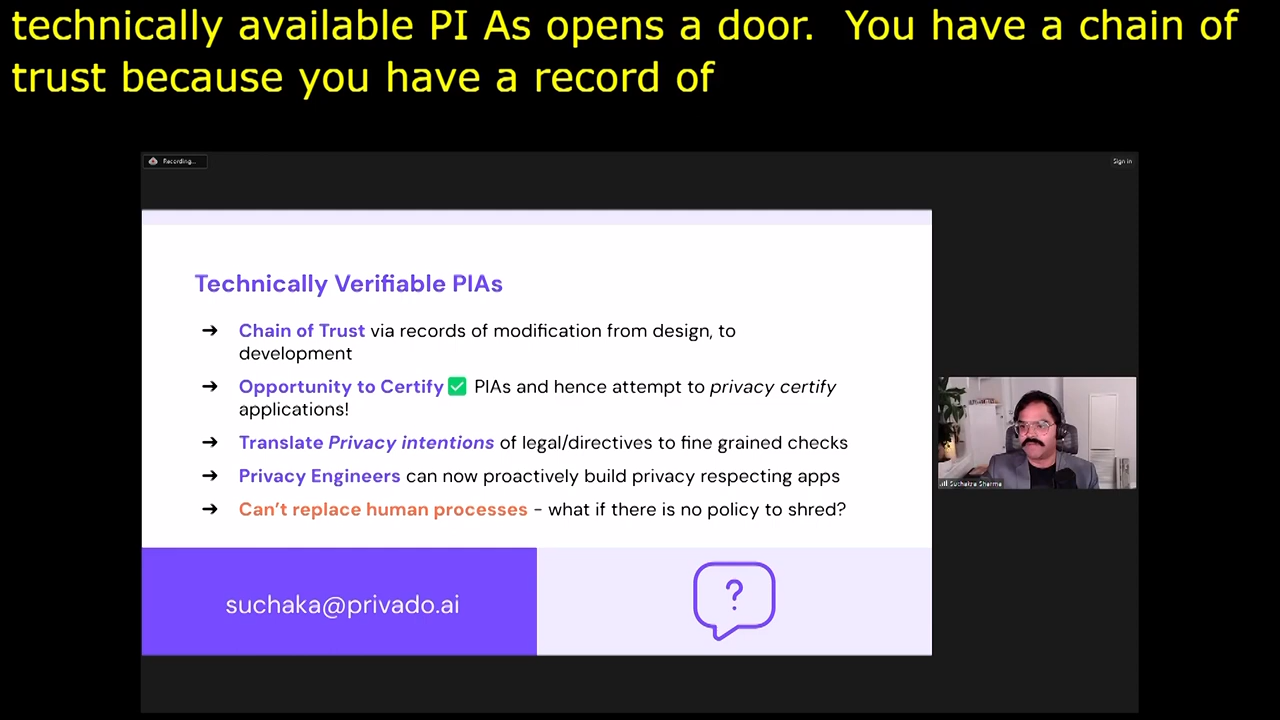 technically available PI As opens a door.  You have a chain of
trust because you have a record of
Recording...
Sign in
Technically Verifiable PIAs
➔ Chain of Trust via records of modification from design, to
development
➔ Opportunity to Certify ✅ PIAs and hence attempt to privacy certify
applications!
➔ Translate Privacy intentions of legal/directives to fine grained checks
➔ Privacy Engineers can now proactively build privacy respecting apps
➔ Can't replace human processes - what if there is no policy to shred?
Suchakra Sharma
suchaka@privado.ai
?